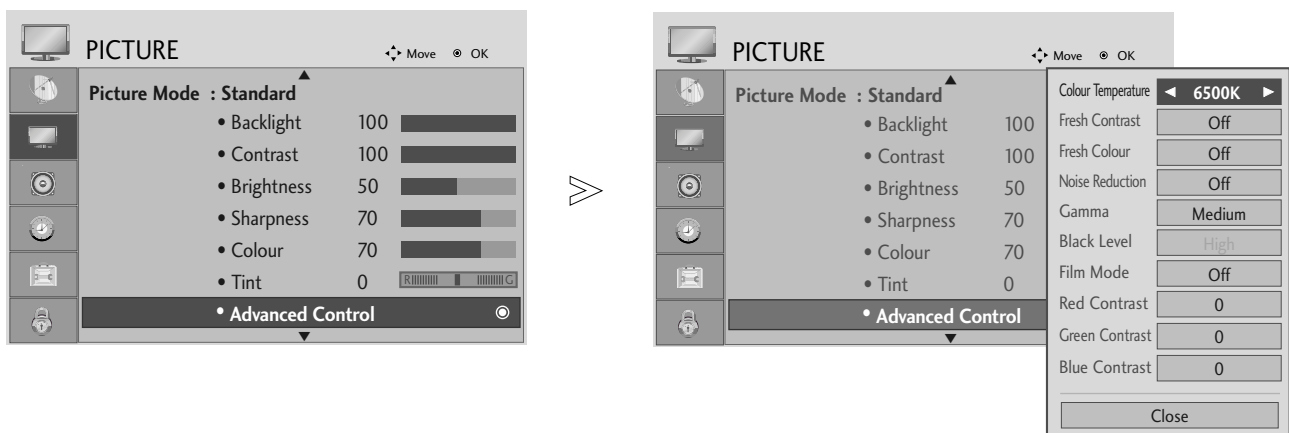 PICTURE
Move OK
Picture Mode : Standard
• Backlight 100
• Contrast 100
• Brightness 50
• Sharpness 70
• Colour 70
• Tint 0 R G
• Advanced Control
PICTURE
Move OK
Picture Mode : Standard
• Backlight 100
• Contrast 100
• Brightness 50
• Sharpness 70
• Colour 70
• Tint 0
• Advanced Control
Colour Temperature 6500K
Fresh Contrast Off
Fresh Colour Off
Noise Reduction Off
Gamma Medium
Black Level High
Film Mode Off
Red Contrast 0
Green Contrast 0
Blue Contrast 0
Close